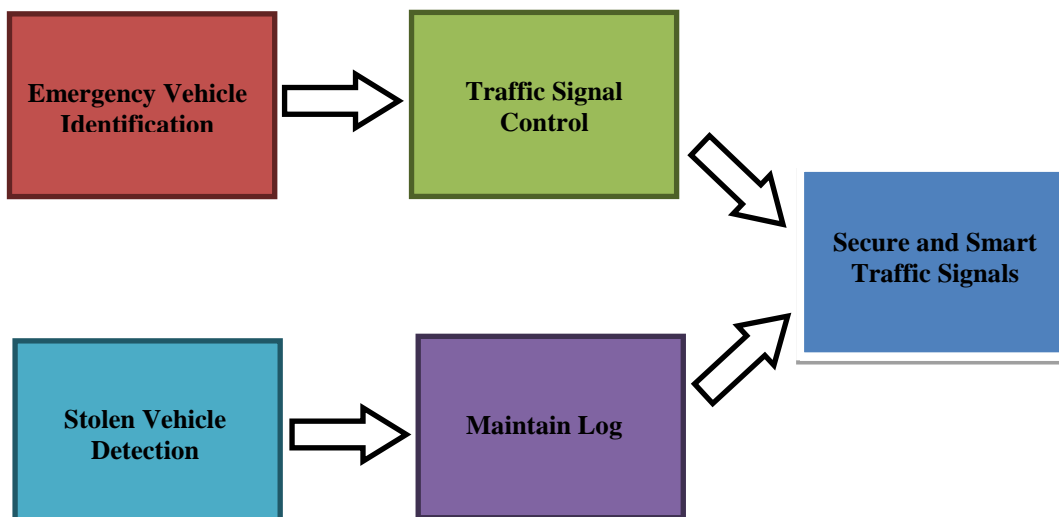 Emergency Vehicle
Identification
Traffic Signal
Control
Secure and Smart
Traffic Signals
Stolen Vehicle
Detection
Maintain Log